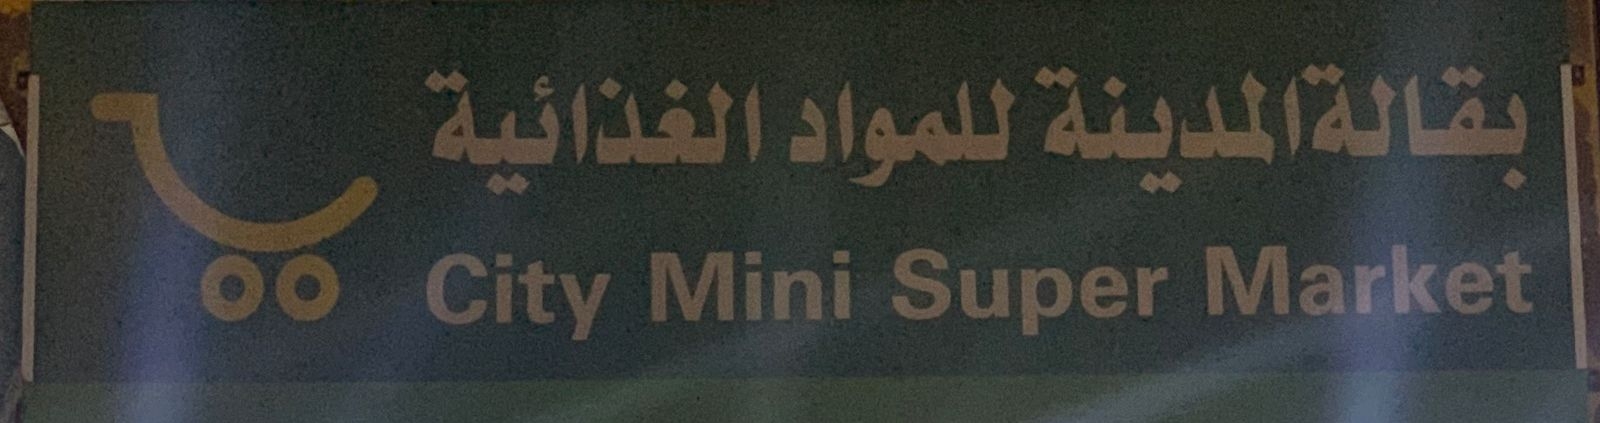 بقالة المدينة للمواد الغذائية
City Mini Super Market